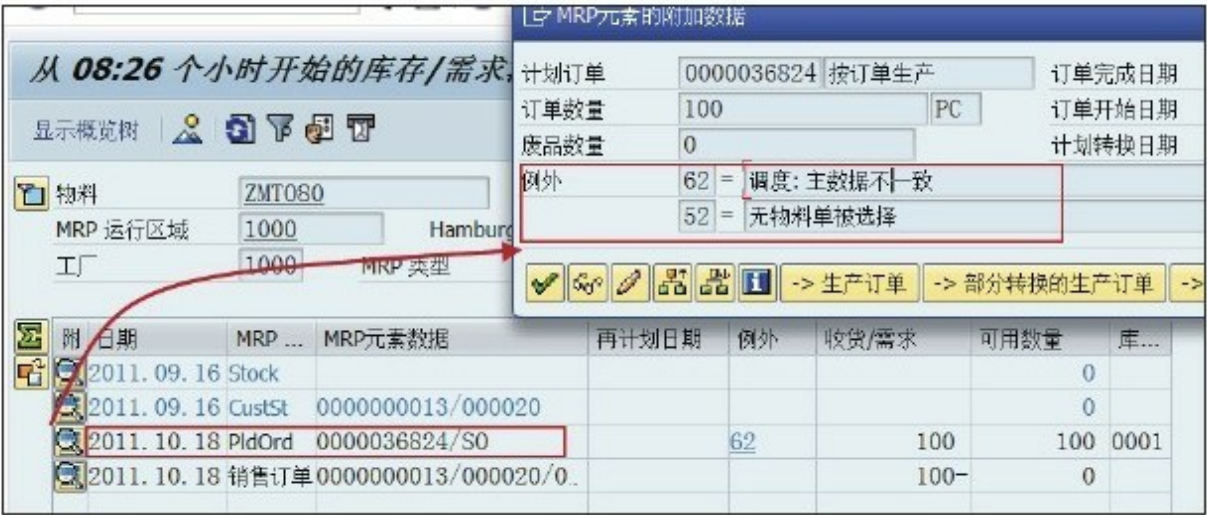 MRP元素的附加数据
从 08:26 个小时开始的库存/需求
计划订单 0000036824 按订单生产 订单完成日期
订单数量 100 PC 订单开始日期
废品数量 0 计划转换日期
例外 62 = 调度: 主数据不一致
52 = 无物料单被选择
-> 生产订单 -> 部分转换的生产订单 ->
显示概览树
物料 ZMT080
MRP 运行区域 1000 Hamburg
工厂 1000 MRP 类型
附 日期 MRP ... MRP元素数据 再计划日期 例外 收货/需求 可用数量 库...
2011.09.16 Stock 0
2011.09.16 CustSt 0000000013/000020 0
2011.10.18 PldOrd 0000036824/SO 62 100 100 0001
2011.10.18 销售订单 0000000013/000020/0.. 100- 0